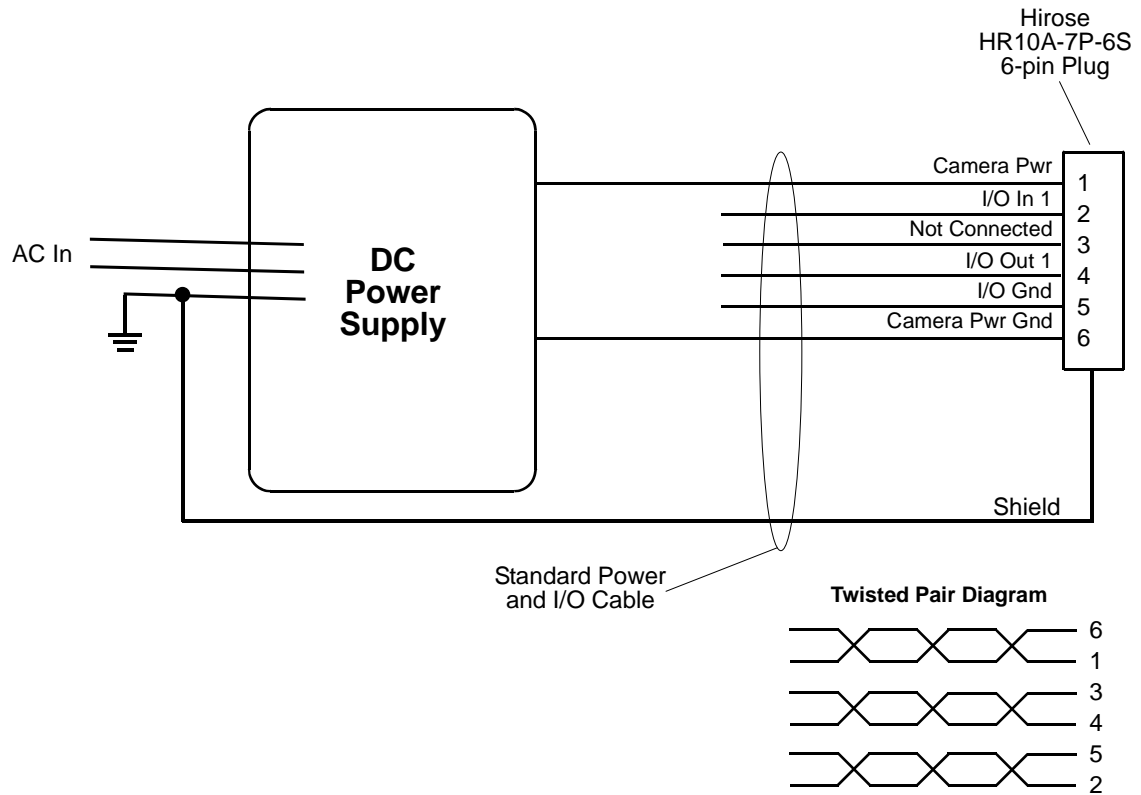 Hirose
HR10A-7P-6S
6-pin Plug
Camera Pwr
1
I/O In 1
2
Not Connected
3
I/O Out 1
4
I/O Gnd
5
Camera Pwr Gnd
6
AC In
DC
Power
Supply
Shield
Standard Power
and I/O Cable
Twisted Pair Diagram
6
1
3
4
5
2